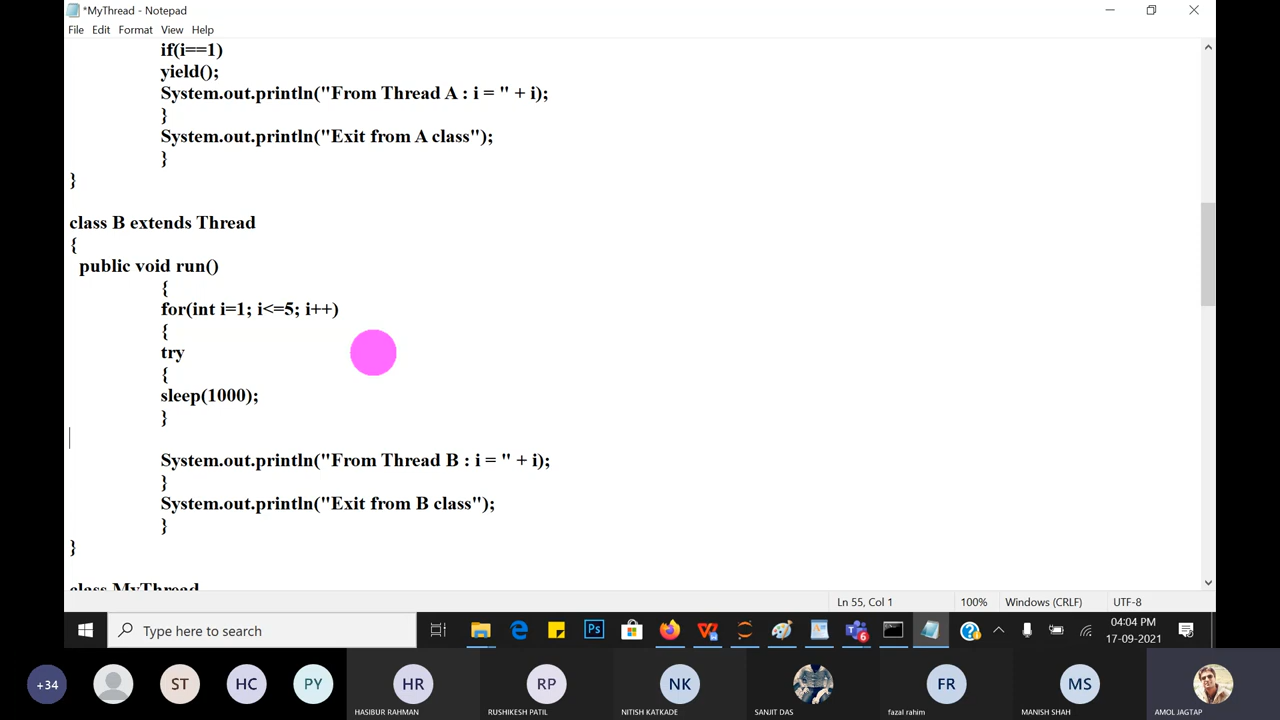 *MyThread - Notepad
File Edit Format View Help
if(i==1)
yield();
System.out.println("From Thread A : i = " + i);
}
System.out.println("Exit from A class");
}
}
class B extends Thread
{
public void run()
{
for(int i=1; i<=5; i++)
{
try
{
sleep(1000);
}
System.out.println("From Thread B : i = " + i);
}
System.out.println("Exit from B class");
}
}
class MyThread
Ln 55, Col 1 100% Windows (CRLF) UTF-8
Type here to search
Ps
6
04:04 PM
17-09-2021
+34 ST HC PY HR RP NK FR MS
HASIBUR RAHMAN RUSHIKESH PATIL NITISH KATKADE SANJIT DAS fazal rahim MANISH SHAH AMOL JAGTAP